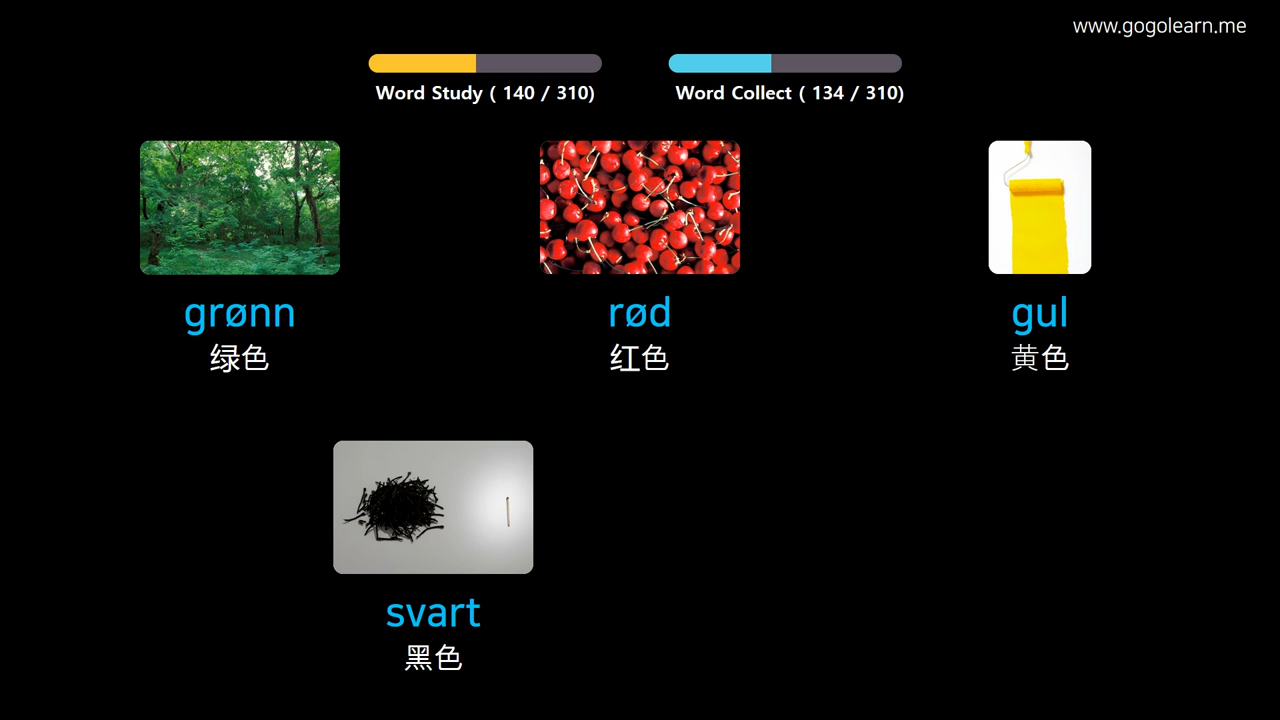 www.gogolearn.me
Word Study ( 140 / 310)
Word Collect ( 134 / 310)
grønn
绿色
rød
红色
gul
黄色
svart
黑色